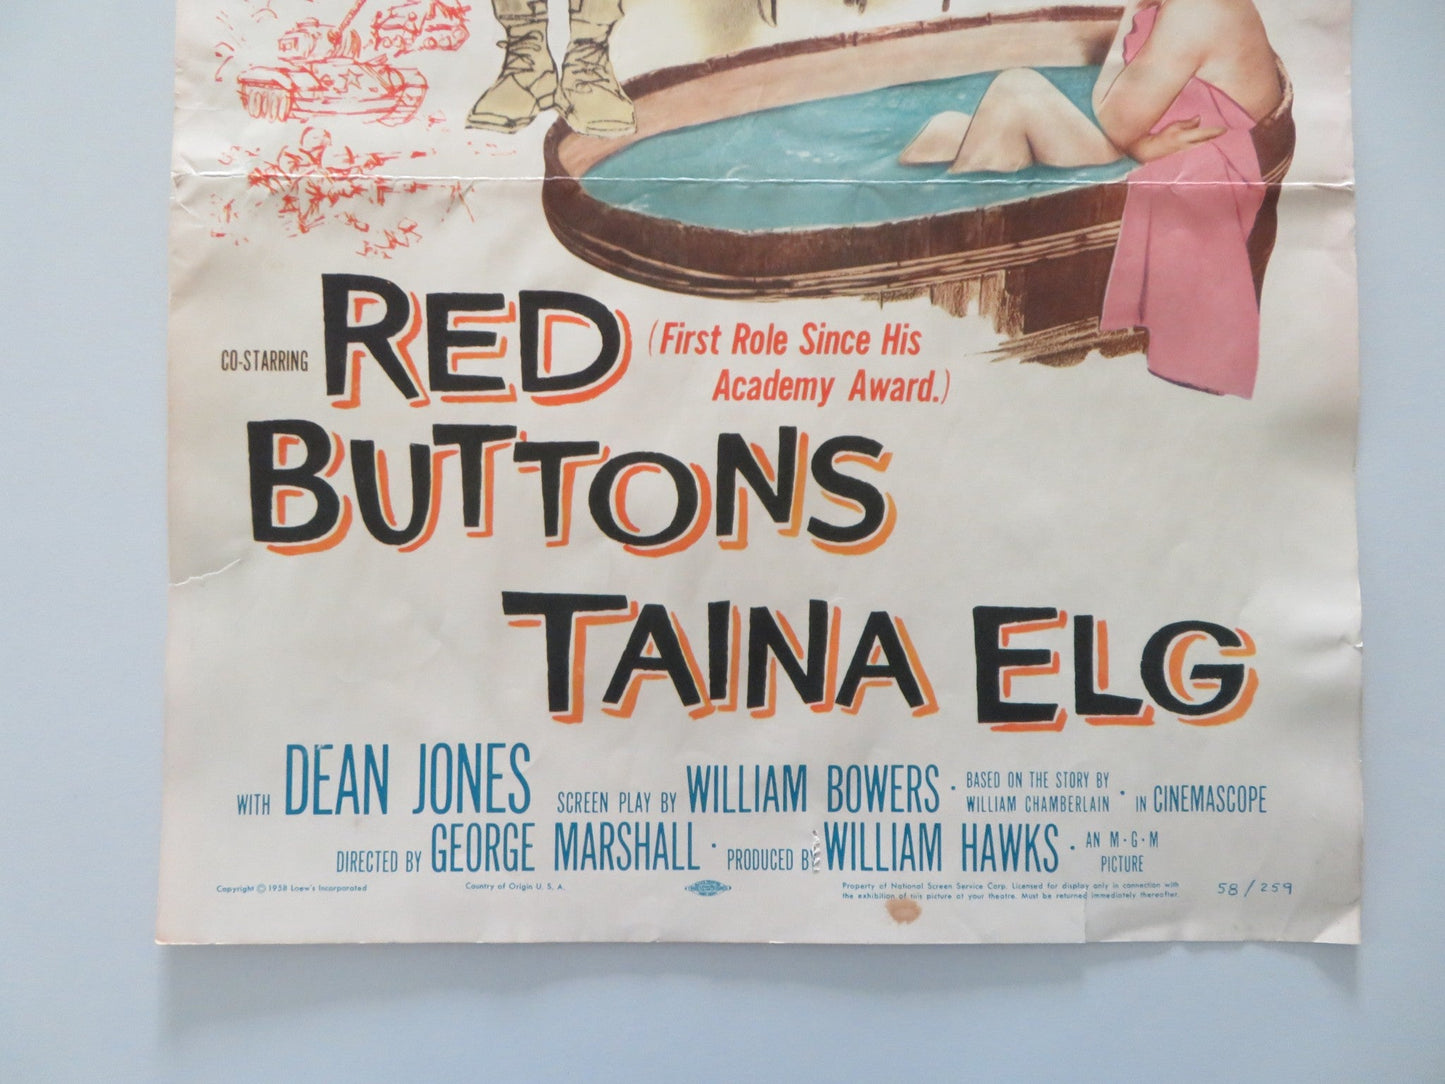 CO-STARRING RED (First Role Since His
Academy Award.)
BUTTONS
TAINA ELG
WITH DEAN JONES SCREEN PLAY BY WILLIAM BOWERS · BASED ON THE STORY BY
WILLIAM CHAMBERLAIN · IN CINEMASCOPE
DIRECTED BY GEORGE MARSHALL · PRODUCED BY WILLIAM HAWKS · AN M-G-M
PICTURE
Copyright © 1958 Loew's Incorporated
Country of Origin U. S. A.
Property of National Screen Service Corp. Licensed for display only in connection with
the exhibition of this picture at your theatre. Must be returned immediately thereafter.
58/259